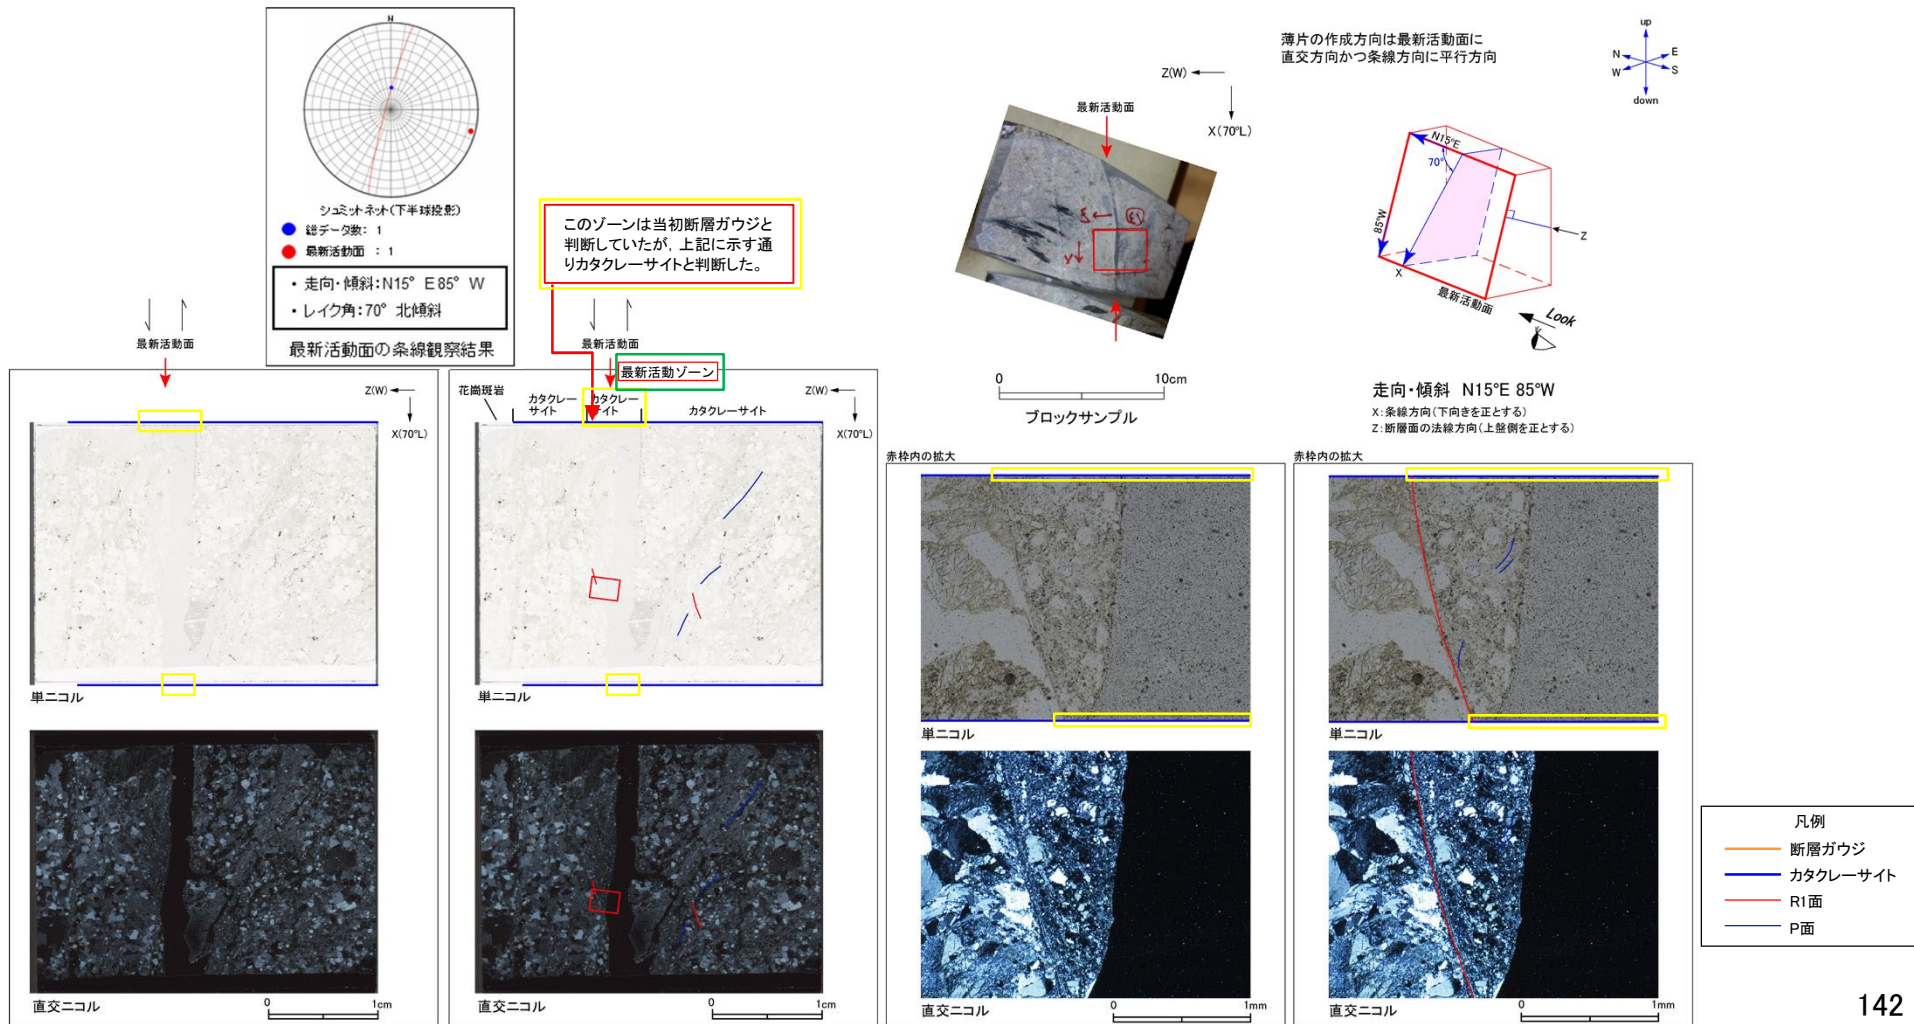 N
シュミットネット(下半球投影)
総データ数: 1
最新活動面 : 1
・走向・傾斜:N15° E85° W
・レイク角:70° 北傾斜
最新活動面の条線観察結果
このゾーンは当初断層ガウジと
判断していたが，上記に示す通
りカタクレーサイトと判断した。
最新活動面
Z(W)
X(70°L)
単ニコル
直交ニコル
0
1cm
最新活動面
最新活動ゾーン
花崗斑岩
カタクレー
サイト
カタクレー
サイト
カタクレーサイト
Z(W)
X(70°L)
単ニコル
直交ニコル
0
1cm
Z(W)
X(70°L)
最新活動面
0
10cm
ブロックサンプル
薄片の作成方向は最新活動面に
直交方向かつ条線方向に平行方向
up
N
E
W
S
down
N15°E
70°
85°W
Z
X
最新活動面
Look
走向・傾斜 N15°E 85°W
X:条線方向(下向きを正とする)
Z:断層面の法線方向(上盤側を正とする)
赤枠内の拡大
単ニコル
直交ニコル
0
1mm
赤枠内の拡大
単ニコル
直交ニコル
0
1mm
凡例
断層ガウジ
カタクレーサイト
R1面
P面
142